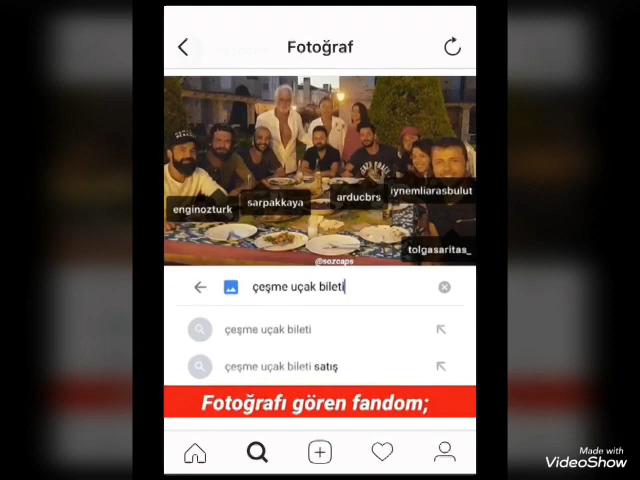 Fotoğraf
iynemliarasbulut
arducbrs
sarpakkaya
enginozturk
tolgasaritas_
@sozcaps
çeşme uçak bileti
çeşme uçak bileti
çeşme uçak bileti satış
Fotoğrafı gören fandom;
Made with
VideoShow